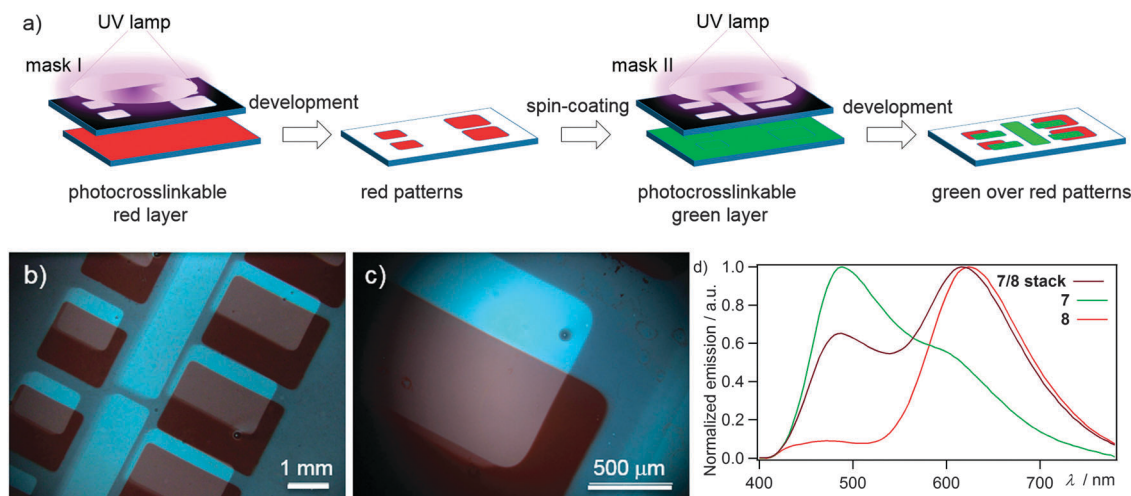 a)
UV lamp
mask I
development
photocrosslinkable
red layer
red patterns
spin-coating
UV lamp
mask II
photocrosslinkable
green layer
development
green over red patterns
b)
1 mm
c)
500 µm
d)
Normalized emission / a.u.
1.0
0.8
0.6
0.4
0.2
0.0
400
500
600
700
λ / nm
7/8 stack
7
8